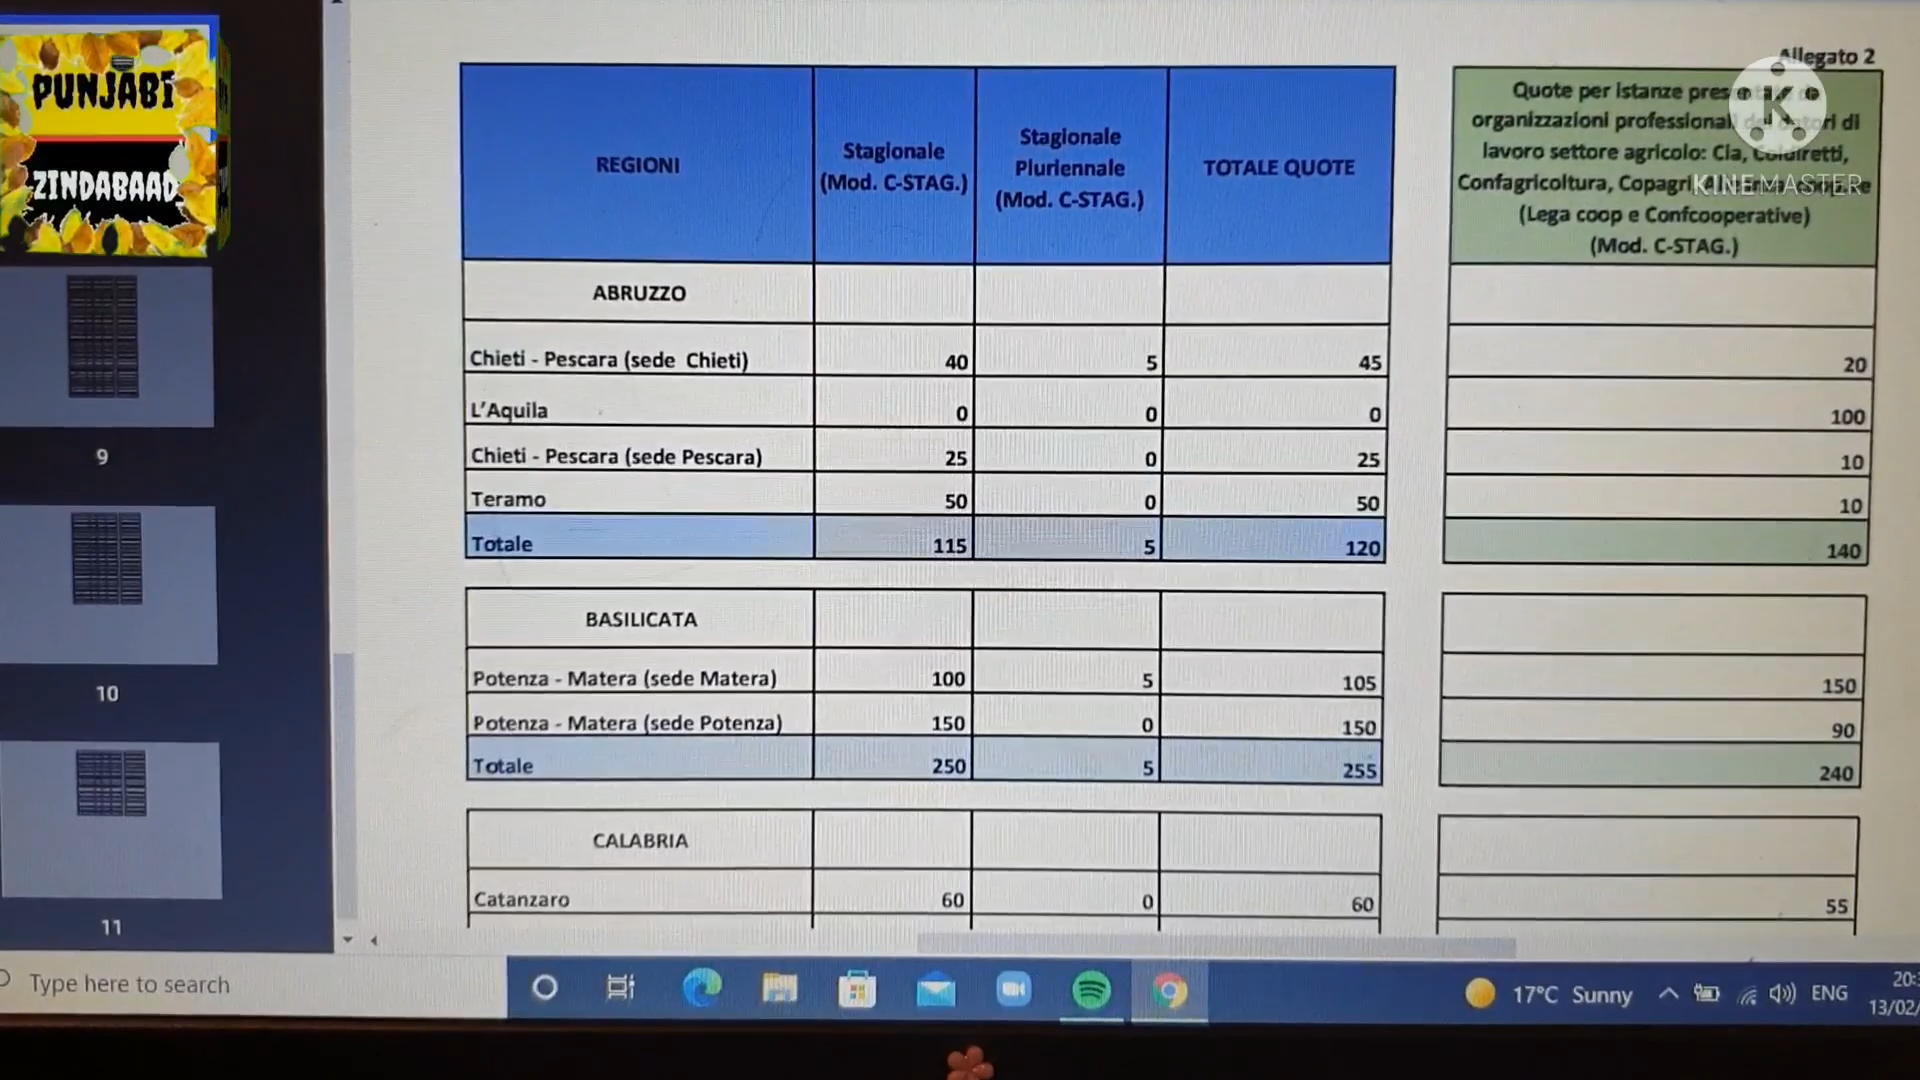 PUNJABI
ZINDABAAD
9
10
11
Allegato 2
REGIONI
Stagionale
(Mod. C-STAG.)
Stagionale
Pluriennale
(Mod. C-STAG.)
TOTALE QUOTE
Quote per istanze
organizzazioni professionali
lavoro settore agricolo: Cia, Coldiretti,
Confagricoltura, Copagri,
(Lega coop e Confcooperative)
(Mod. C-STAG.)
K
KINEMASTER
ABRUZZO
Chieti - Pescara (sede Chieti) 40 5 45 20
L'Aquila 0 0 0 100
Chieti - Pescara (sede Pescara) 25 0 25 10
Teramo 50 0 50 10
Totale 115 5 120 140
BASILICATA
Potenza - Matera (sede Matera) 100 5 105 150
Potenza - Matera (sede Potenza) 150 0 150 90
Totale 250 5 255 240
CALABRIA
Catanzaro 60 0 60 55
Type here to search
17°C Sunny
ENG
20:3
13/02/